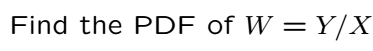 Find the PDF of W = Y/X